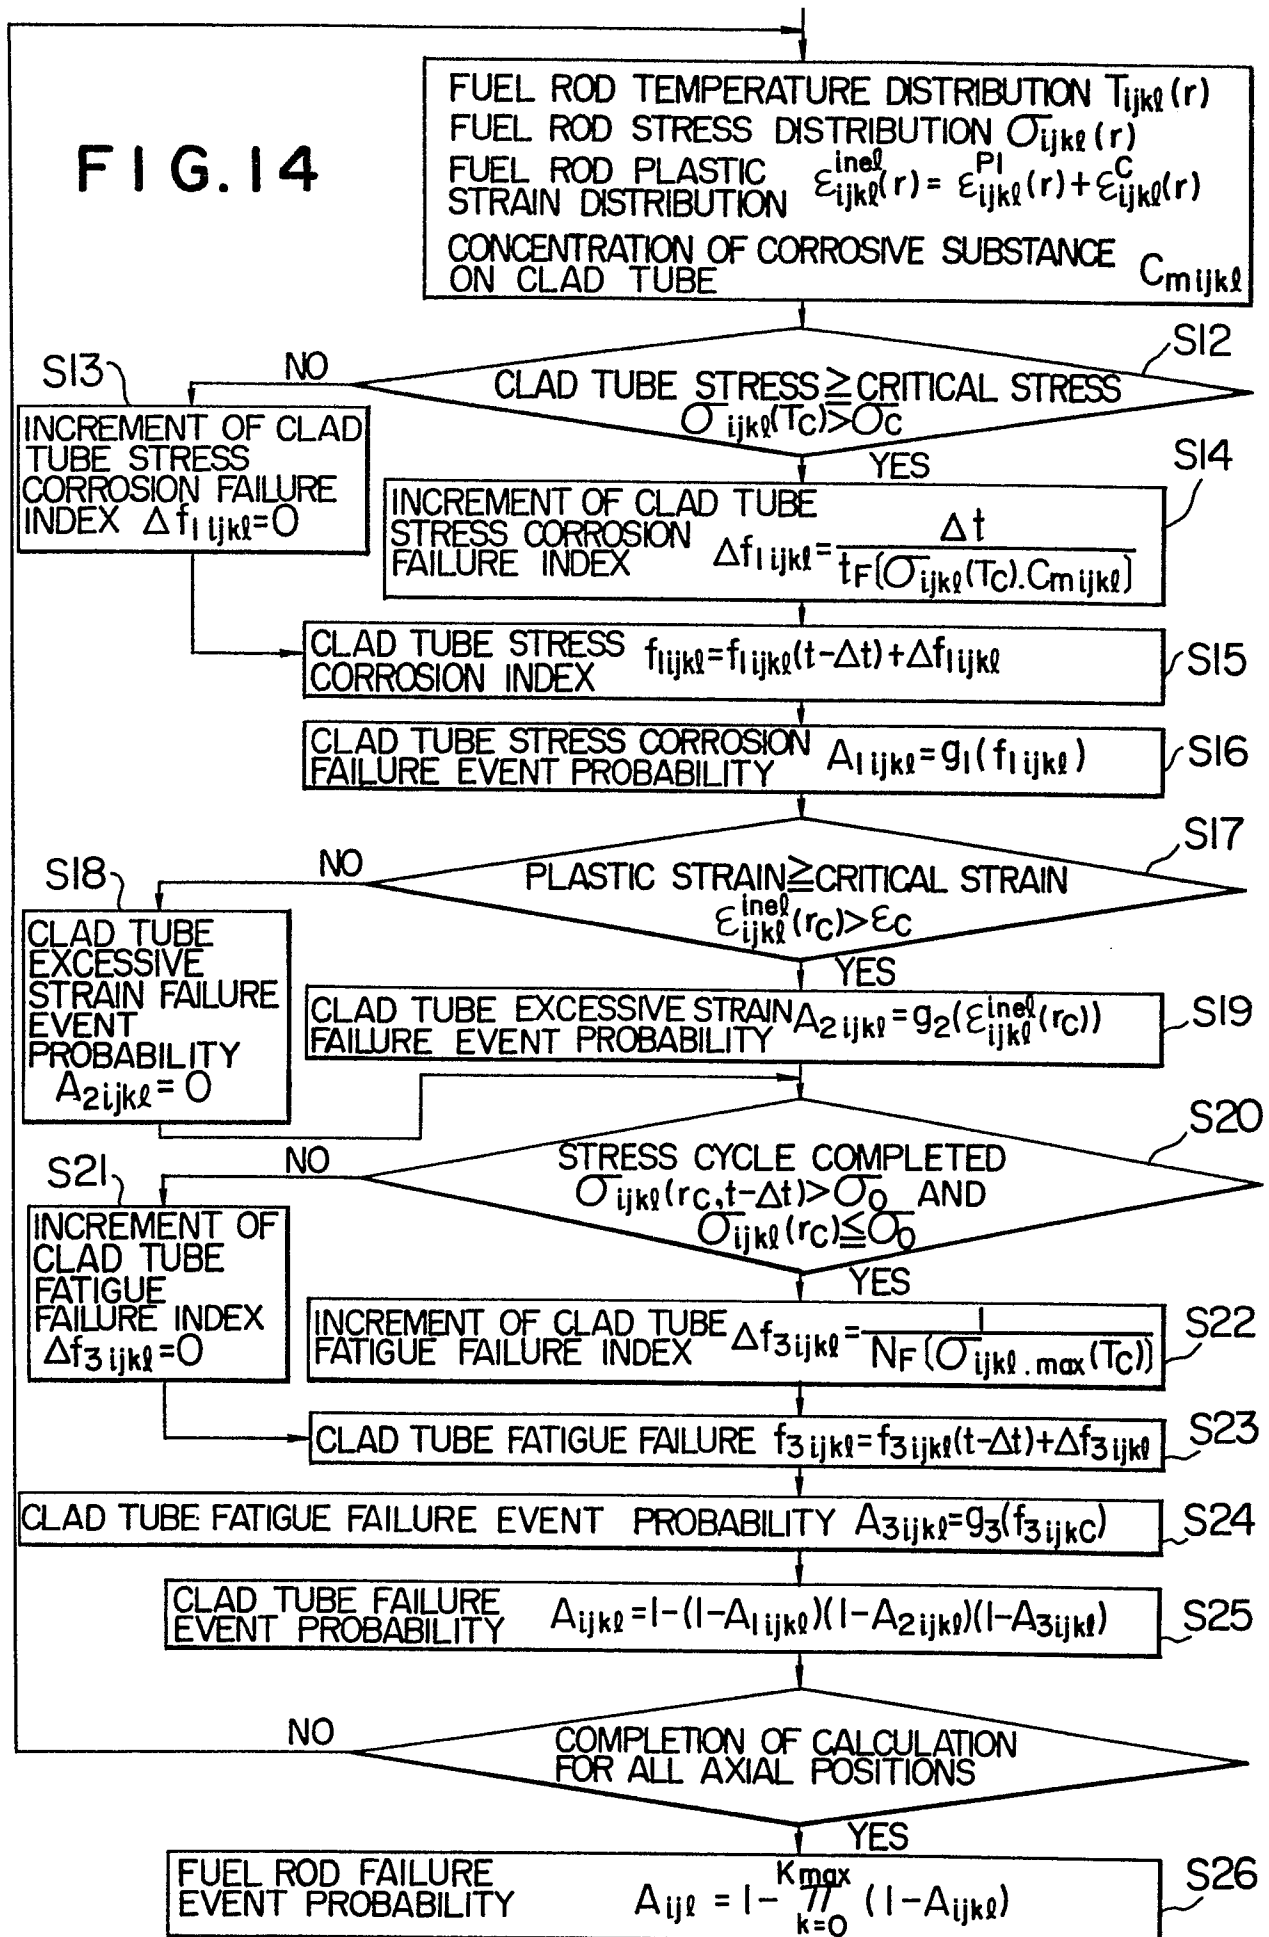 FIG.14
FUEL ROD TEMPERATURE DISTRIBUTION Tijkℓ(r)
FUEL ROD STRESS DISTRIBUTION σijkℓ(r)
FUEL ROD PLASTIC
STRAIN DISTRIBUTION εijkℓ^inel(r) = εijkℓ^Pl(r) + εijkℓ^C(r)
CONCENTRATION OF CORROSIVE SUBSTANCE
ON CLAD TUBE Cmijkℓ
S12
CLAD TUBE STRESS≧CRITICAL STRESS
σijkℓ(TC)>σC
NO
YES
S13
INCREMENT OF CLAD
TUBE STRESS
CORROSION FAILURE
INDEX Δf1ijkℓ=0
S14
INCREMENT OF CLAD TUBE
STRESS CORROSION
FAILURE INDEX Δf1ijkℓ = Δt / tF[σijkℓ(TC).Cmijkℓ]
CLAD TUBE STRESS
CORROSION INDEX f1ijkℓ=f1ijkℓ(t-Δt)+Δf1ijkℓ
S15
CLAD TUBE STRESS CORROSION
FAILURE EVENT PROBABILITY A1ijkℓ=g1(f1ijkℓ)
S16
S17
PLASTIC STRAIN≧CRITICAL STRAIN
εijkℓ^inel(rC)>εC
NO
YES
S18
CLAD TUBE
EXCESSIVE
STRAIN FAILURE
EVENT
PROBABILITY
A2ijkℓ=0
CLAD TUBE EXCESSIVE STRAIN
FAILURE EVENT PROBABILITY A2ijkℓ=g2(εijkℓ^inel(rC))
S19
S20
STRESS CYCLE COMPLETED
σijkℓ(rC,t-Δt)>σ0 AND
σijkℓ(rC)≦σ0
NO
YES
S21
INCREMENT OF
CLAD TUBE
FATIGUE
FAILURE INDEX
Δf3ijkℓ=0
INCREMENT OF CLAD TUBE
FATIGUE FAILURE INDEX Δf3ijkℓ = 1 / NF[σijkℓ.max(TC)]
S22
CLAD TUBE FATIGUE FAILURE f3ijkℓ=f3ijkℓ(t-Δt)+Δf3ijkℓ
S23
CLAD TUBE FATIGUE FAILURE EVENT PROBABILITY A3ijkℓ=g3(f3ijkC)
S24
CLAD TUBE FAILURE
EVENT PROBABILITY Aijkℓ=1-(1-A1ijkℓ)(1-A2ijkℓ)(1-A3ijkℓ)
S25
COMPLETION OF CALCULATION
FOR ALL AXIAL POSITIONS
NO
YES
FUEL ROD FAILURE
EVENT PROBABILITY Aijℓ = 1- π(k=0, Kmax) (1-Aijkℓ)
S26